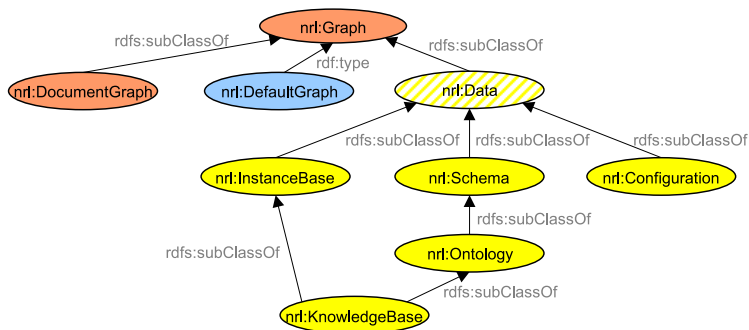 nrl:Graph
rdfs:subClassOf
rdfs:subClassOf
rdf:type
nrl:DocumentGraph
nrl:DefaultGraph
nrl:Data
rdfs:subClassOf
rdfs:subClassOf
rdfs:subClassOf
nrl:InstanceBase
nrl:Schema
nrl:Configuration
rdfs:subClassOf
rdfs:subClassOf
nrl:Ontology
rdfs:subClassOf
nrl:KnowledgeBase